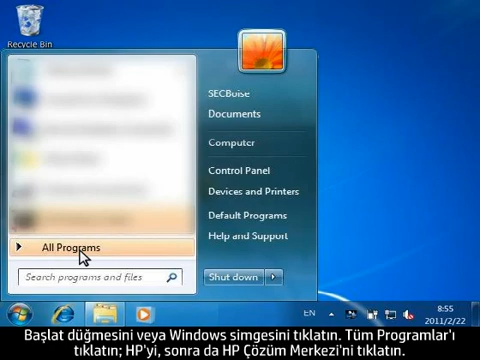 Recycle Bin
SECBoise
Documents
Computer
Control Panel
Devices and Printers
Default Programs
Help and Support
All Programs
Search programs and files
Shut down
EN
8:55
2011/2/22
Başlat düğmesini veya Windows simgesini tıklatın. Tüm Programlar'ı
tıklatın; HP'yi, sonra da HP Çözüm Merkezi'ni tıklatın